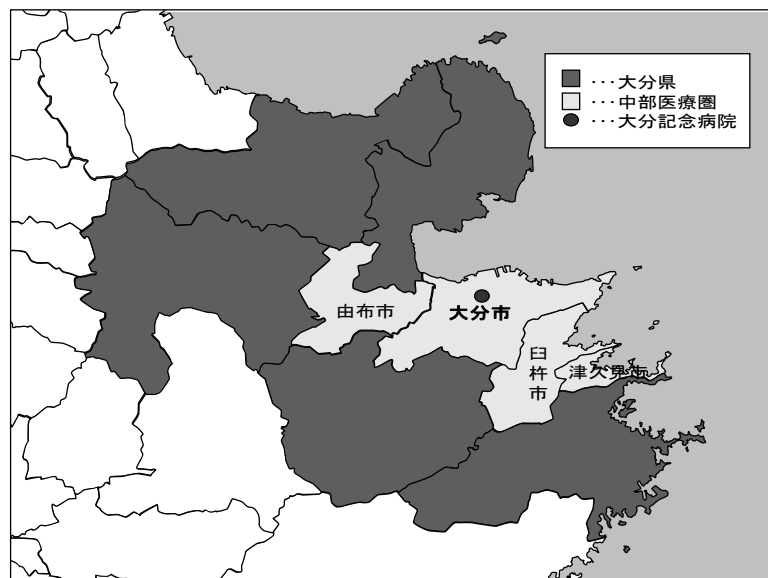 …大分県
…中部医療圏
…大分記念病院
由布市
大分市
臼杵市
津久見市